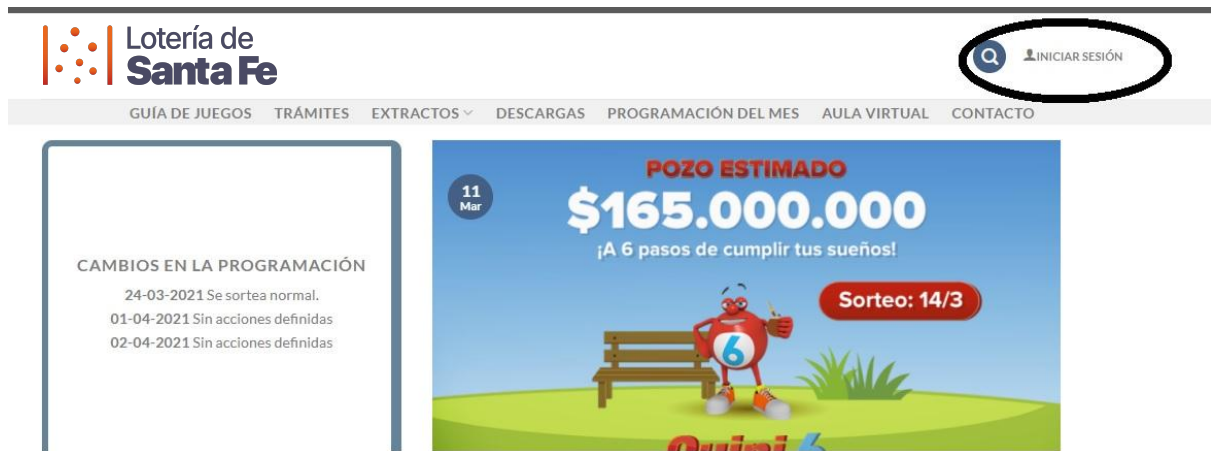 Lotería de
Santa Fe
INICIAR SESIÓN
GUÍA DE JUEGOS TRÁMITES EXTRACTOS DESCARGAS PROGRAMACIÓN DEL MES AULA VIRTUAL CONTACTO
CAMBIOS EN LA PROGRAMACIÓN
24-03-2021 Se sortea normal.
01-04-2021 Sin acciones definidas
02-04-2021 Sin acciones definidas
11
Mar
POZO ESTIMADO
$165.000.000
¡A 6 pasos de cumplir tus sueños!
Sorteo: 14/3
6
Quini 6